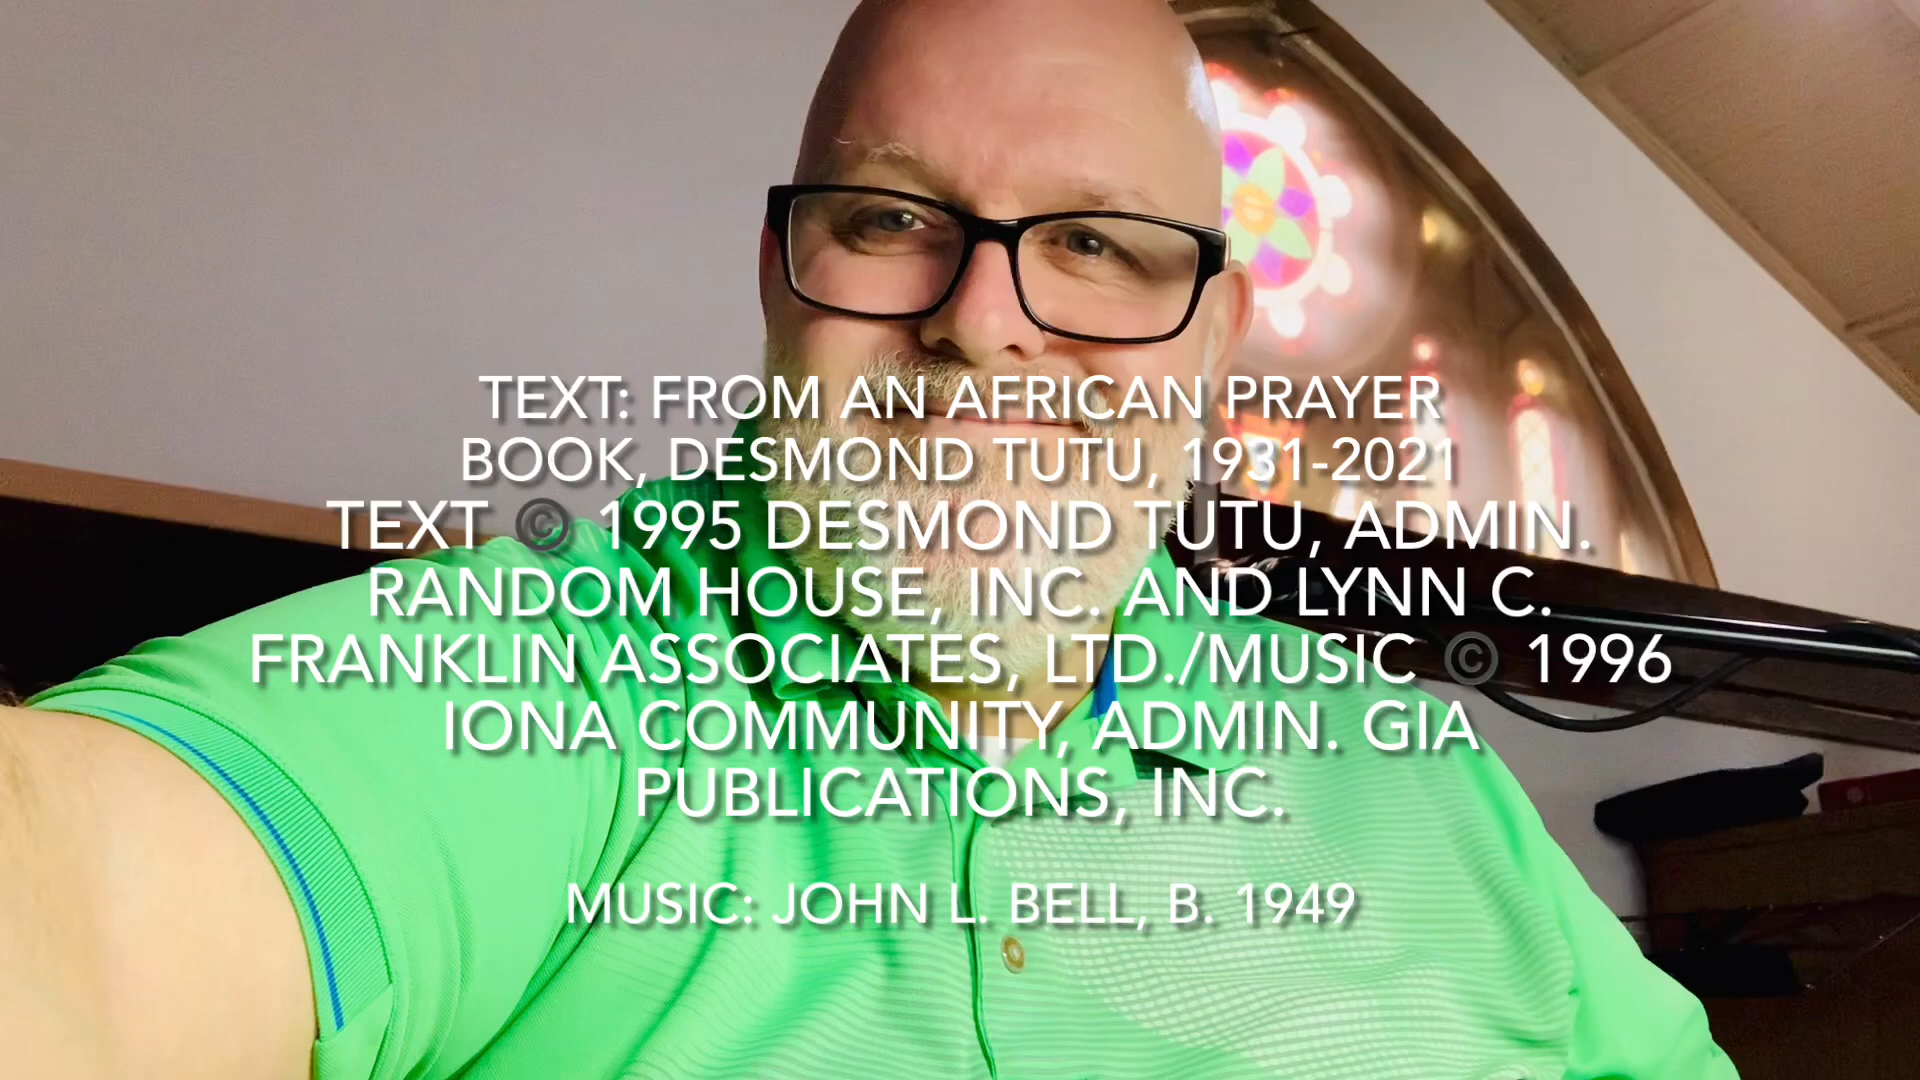 TEXT: FROM AN AFRICAN PRAYER
BOOK, DESMOND TUTU, 1931-2021
TEXT © 1995 DESMOND TUTU, ADMIN.
RANDOM HOUSE, INC. AND LYNN C.
FRANKLIN ASSOCIATES, LTD./MUSIC © 1996
IONA COMMUNITY, ADMIN. GIA
PUBLICATIONS, INC.
MUSIC: JOHN L. BELL, B. 1949